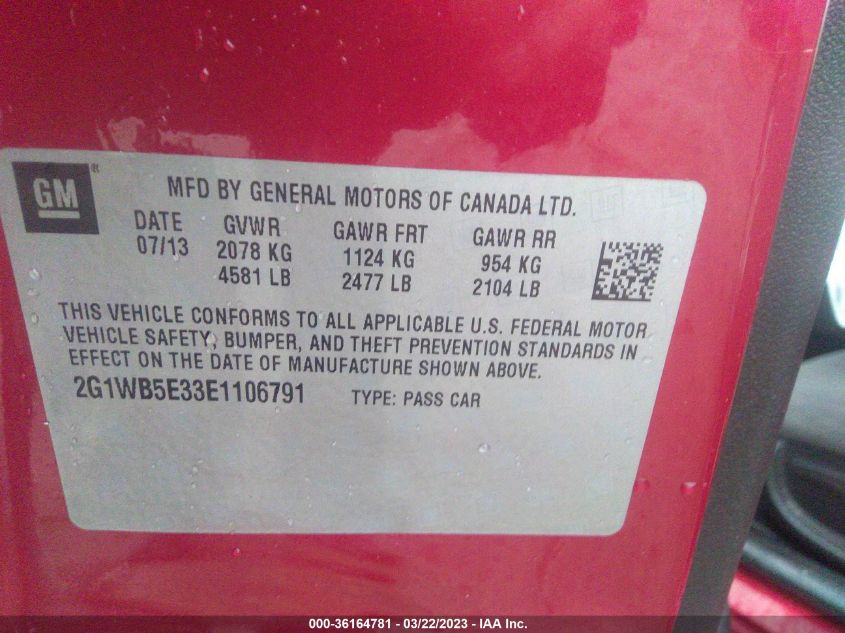 GM®
MFD BY GENERAL MOTORS OF CANADA LTD.
DATE GVWR GAWR FRT GAWR RR
07/13 2078 KG 1124 KG 954 KG
4581 LB 2477 LB 2104 LB
THIS VEHICLE CONFORMS TO ALL APPLICABLE U.S. FEDERAL MOTOR
VEHICLE SAFETY, BUMPER, AND THEFT PREVENTION STANDARDS IN
EFFECT ON THE DATE OF MANUFACTURE SHOWN ABOVE.
2G1WB5E33E1106791 TYPE: PASS CAR
000-36164781 - 03/22/2023 - IAA Inc.